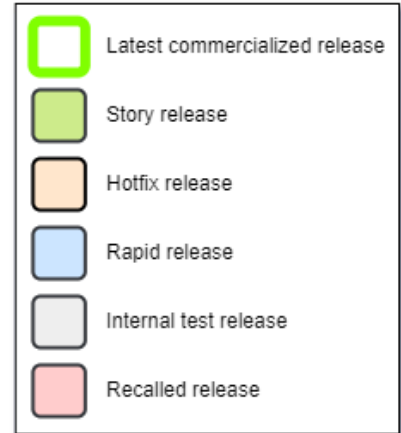 Latest commercialized release
Story release
Hotfix release
Rapid release
Internal test release
Recalled release